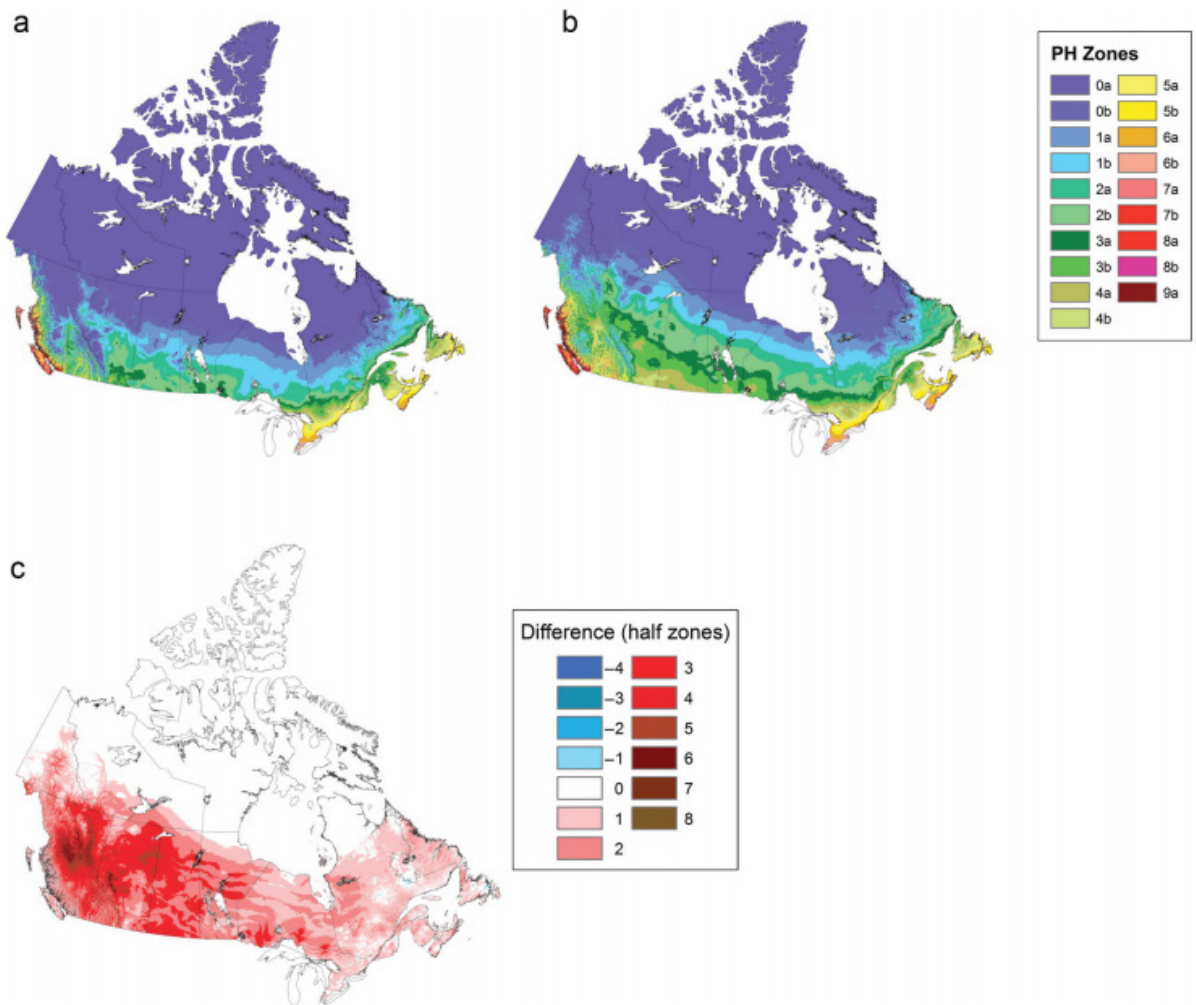 a
b
PH Zones
0a 5a
0b 5b
1a 6a
1b 6b
2a 7a
2b 7b
3a 8a
3b 8b
4a 9a
4b
c
Difference (half zones)
–4 3
–3 4
–2 5
–1 6
0 7
1 8
2